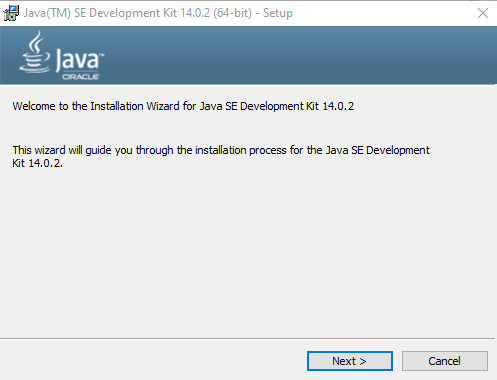 Java(TM) SE Development Kit 14.0.2 (64-bit) - Setup
Java™
ORACLE
Welcome to the Installation Wizard for Java SE Development Kit 14.0.2
This wizard will guide you through the installation process for the Java SE Development
Kit 14.0.2.
Next >
Cancel